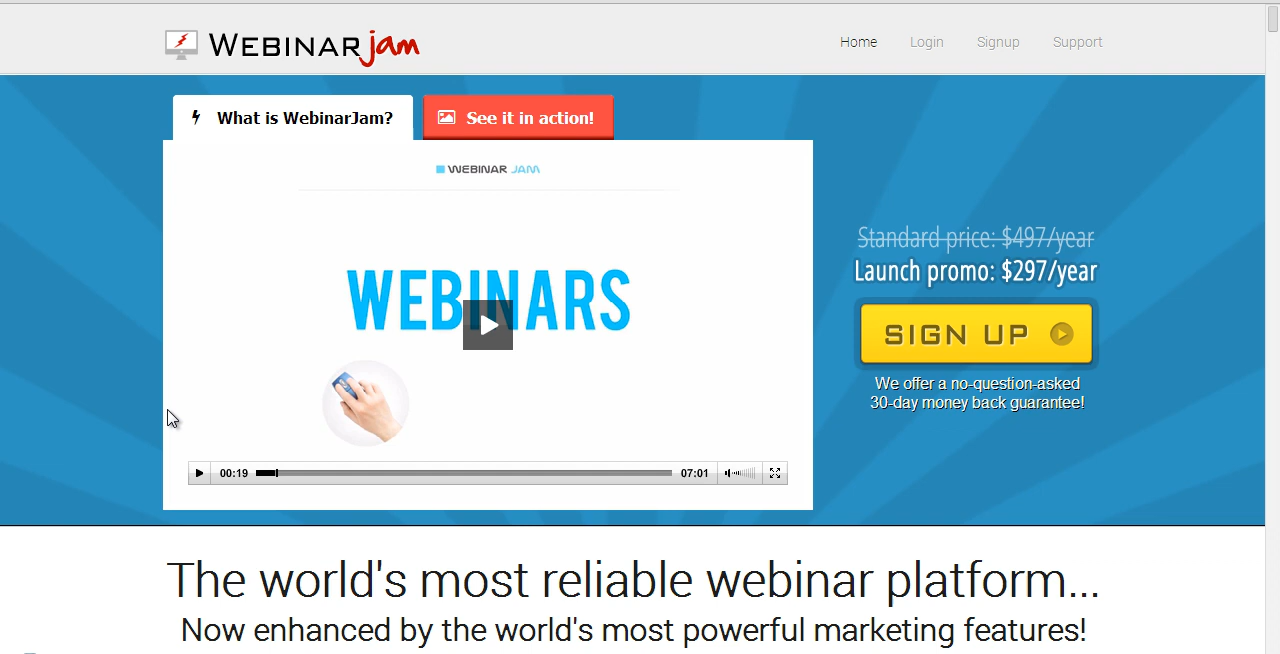 WEBINARjam
Home Login Signup Support
What is WebinarJam? See it in action!
WEBINAR JAM
WEBINARS
00:19 07:01
Standard price: $497/year
Launch promo: $297/year
SIGN UP
We offer a no-question-asked
30-day money back guarantee!
The world's most reliable webinar platform...
Now enhanced by the world's most powerful marketing features!